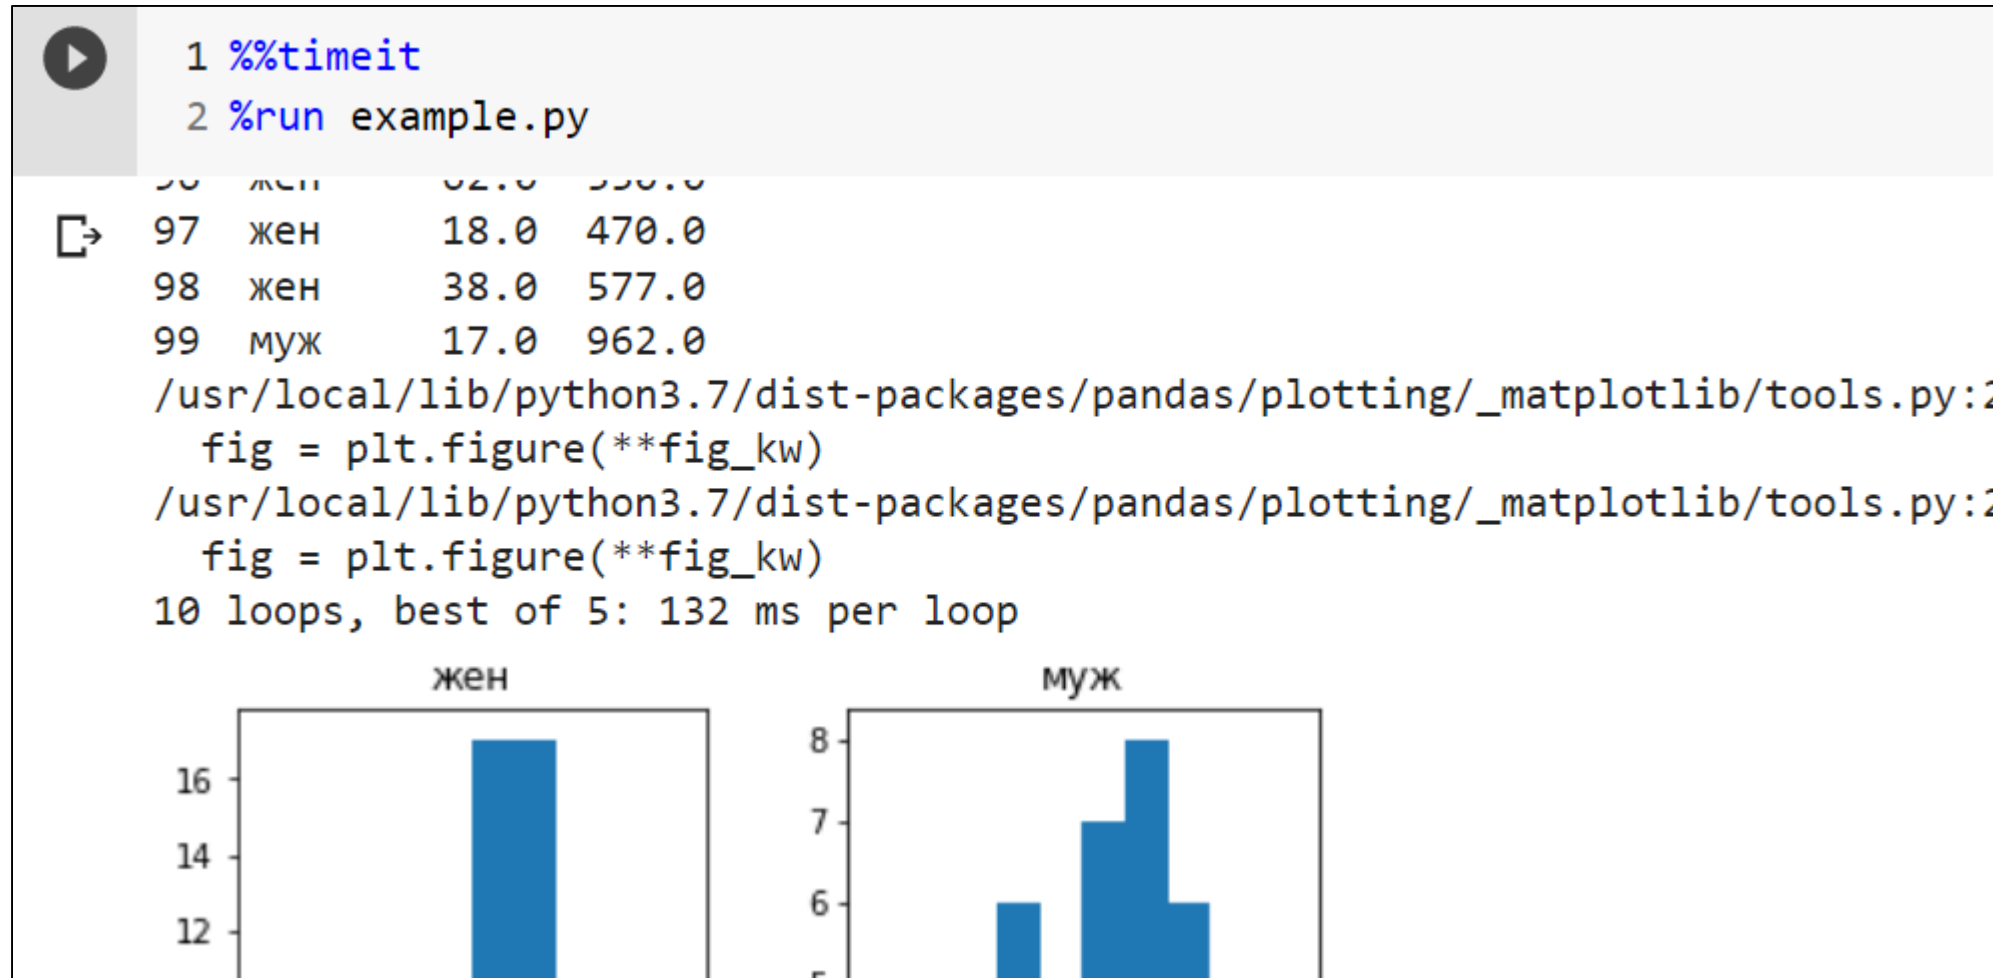 1 %%timeit
2 %run example.py
97 жен 18.0 470.0
98 жен 38.0 577.0
99 муж 17.0 962.0
/usr/local/lib/python3.7/dist-packages/pandas/plotting/_matplotlib/tools.py:2
fig = plt.figure(**fig_kw)
/usr/local/lib/python3.7/dist-packages/pandas/plotting/_matplotlib/tools.py:2
fig = plt.figure(**fig_kw)
10 loops, best of 5: 132 ms per loop
жен муж
16
14
12
8
7
6